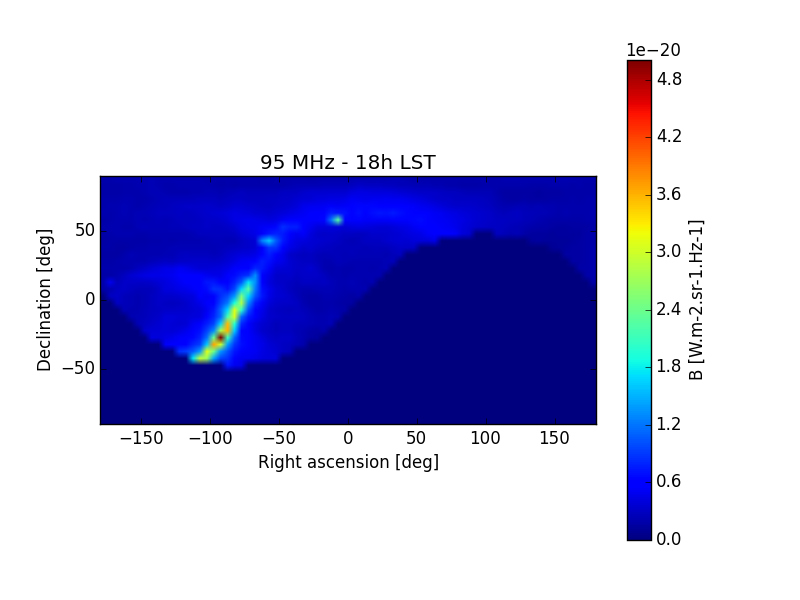 1e−20
95 MHz - 18h LST
4.8
4.2
3.6
3.0
2.4
1.8
1.2
0.6
0.0
B [W.m-2.sr-1.Hz-1]
50
0
−50
Declination [deg]
−150 −100 −50 0 50 100 150
Right ascension [deg]